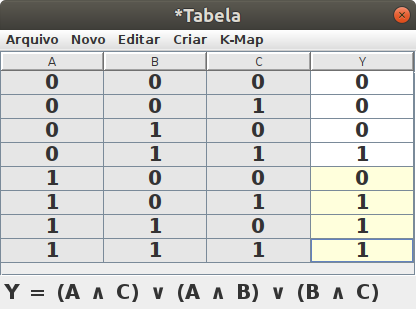 *Tabela
Arquivo Novo Editar Criar K-Map
A B C Y
0 0 0 0
0 0 1 0
0 1 0 0
0 1 1 1
1 0 0 0
1 0 1 1
1 1 0 1
1 1 1 1
Y = (A ∧ C) ∨ (A ∧ B) ∨ (B ∧ C)